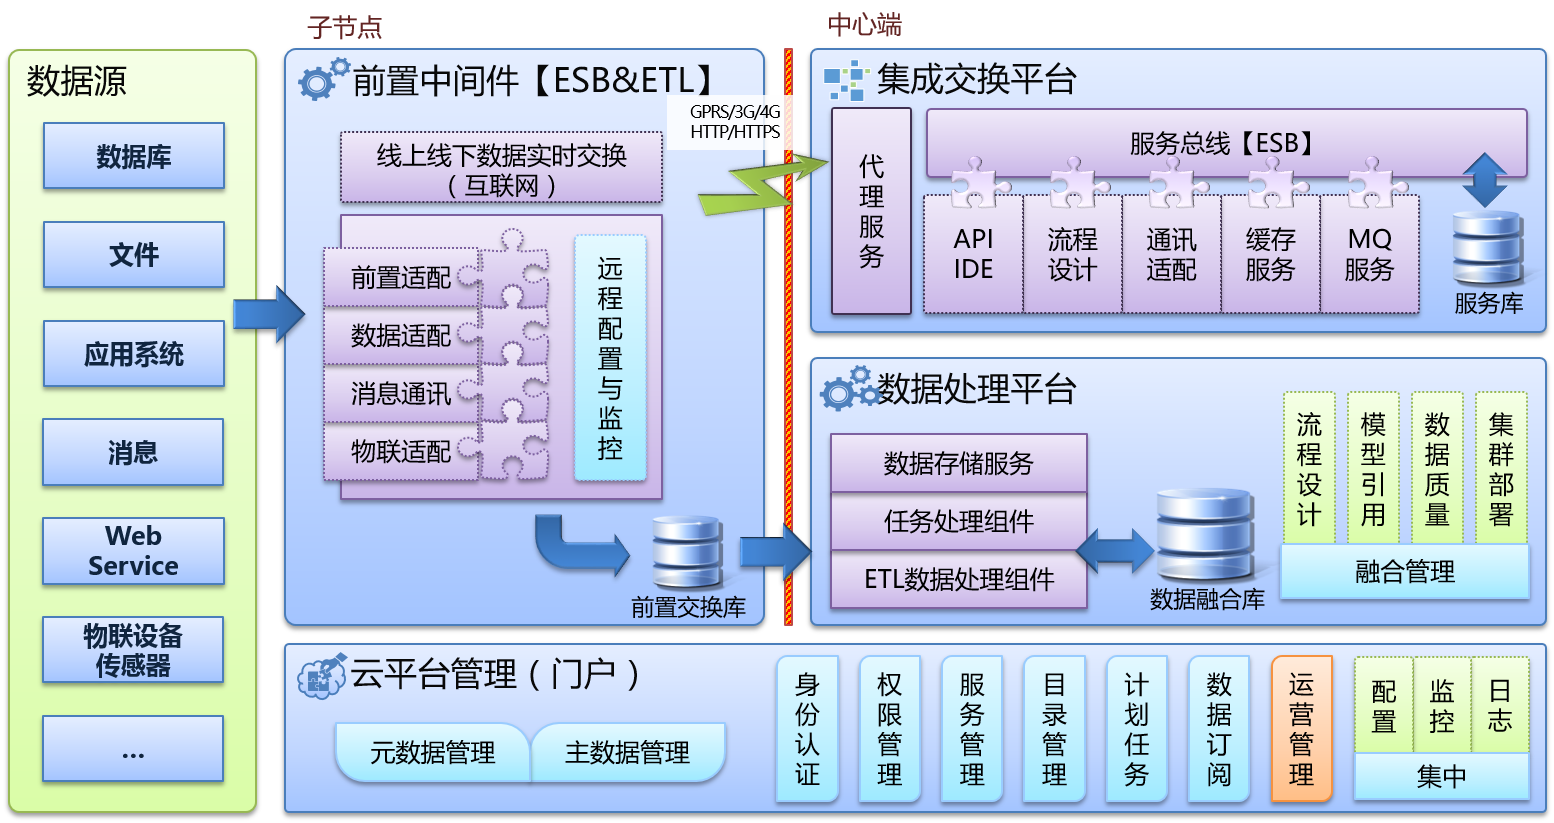 子节点
中心端
数据源
数据库
文件
应用系统
消息
Web
Service
物联设备
传感器
...
前置中间件【ESB&ETL】
GPRS/3G/4G
HTTP/HTTPS
线上线下数据实时交换
（互联网）
前置适配
数据适配
消息通讯
物联适配
远程配置与监控
前置交换库
集成交换平台
代理服务
服务总线【ESB】
API
IDE
流程
设计
通讯
适配
缓存
服务
MQ
服务
服务库
数据处理平台
数据存储服务
任务处理组件
ETL数据处理组件
数据融合库
流程设计
模型引用
数据质量
集群部署
融合管理
云平台管理（门户）
元数据管理
主数据管理
身份认证
权限管理
服务管理
目录管理
计划任务
数据订阅
运营管理
配置
监控
日志
集中